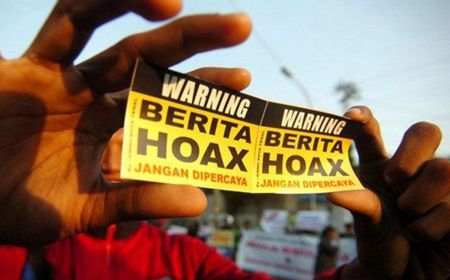 WARNING
BERITA
HOAX
JANGAN DIPERCAYA
WARNING
BERITA
HOAX
JANGAN DIPERCAYA